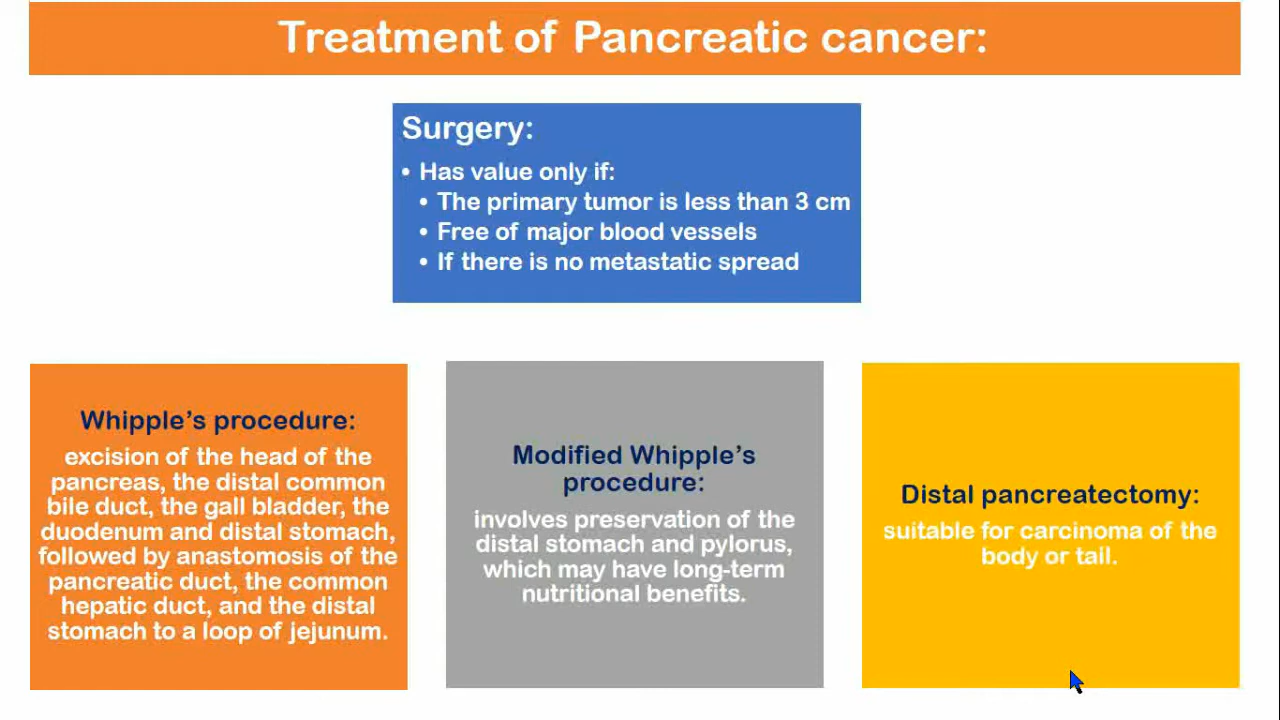 Treatment of Pancreatic cancer:
Surgery:
• Has value only if:
• The primary tumor is less than 3 cm
• Free of major blood vessels
• If there is no metastatic spread
Whipple's procedure:
excision of the head of the
pancreas, the distal common
bile duct, the gall bladder, the
duodenum and distal stomach,
followed by anastomosis of the
pancreatic duct, the common
hepatic duct, and the distal
stomach to a loop of jejunum.
Modified Whipple's
procedure:
involves preservation of the
distal stomach and pylorus,
which may have long-term
nutritional benefits.
Distal pancreatectomy:
suitable for carcinoma of the
body or tail.